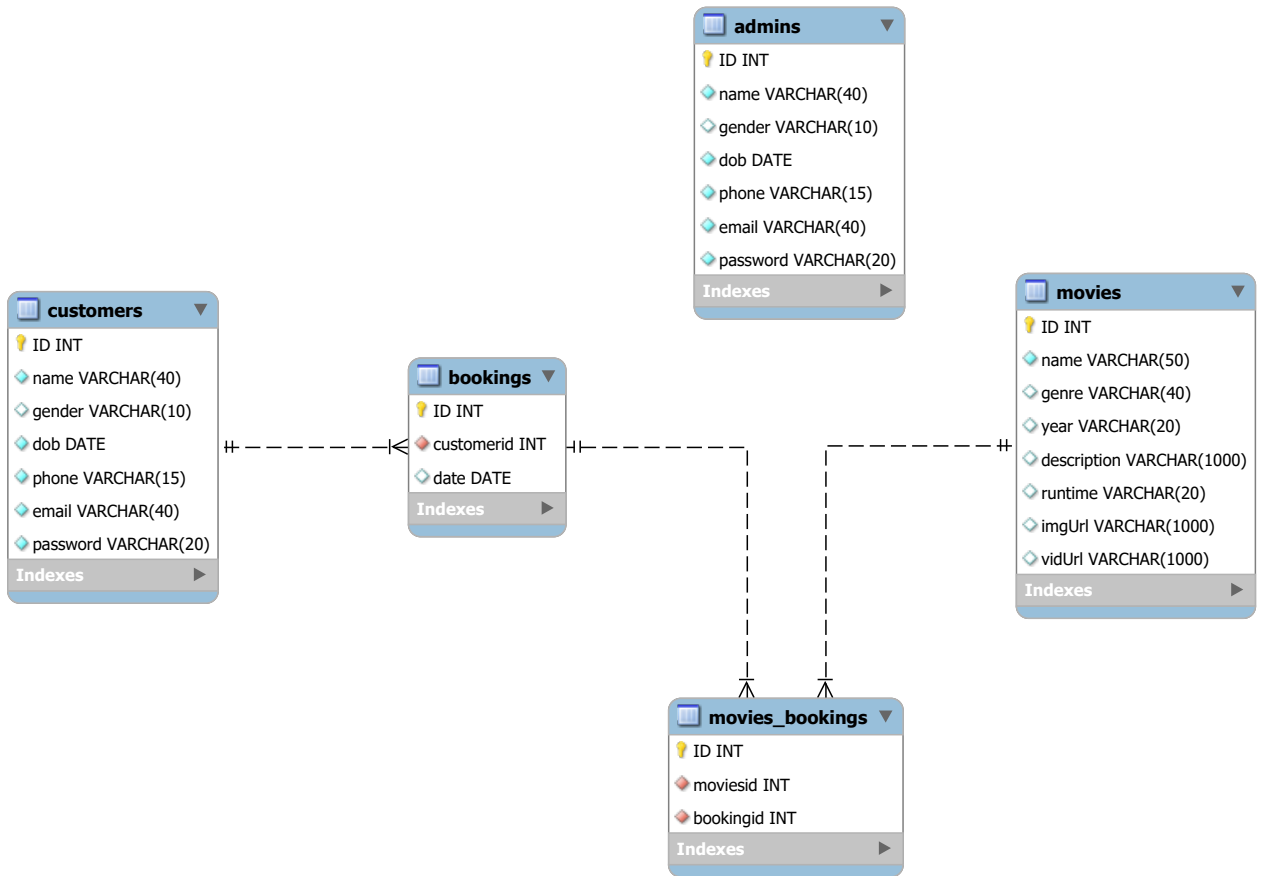 admins
ID INT
name VARCHAR(40)
gender VARCHAR(10)
dob DATE
phone VARCHAR(15)
email VARCHAR(40)
password VARCHAR(20)
Indexes
customers
ID INT
name VARCHAR(40)
gender VARCHAR(10)
dob DATE
phone VARCHAR(15)
email VARCHAR(40)
password VARCHAR(20)
Indexes
bookings
ID INT
customerid INT
date DATE
Indexes
movies
ID INT
name VARCHAR(50)
genre VARCHAR(40)
year VARCHAR(20)
description VARCHAR(1000)
runtime VARCHAR(20)
imgUrl VARCHAR(1000)
vidUrl VARCHAR(1000)
Indexes
movies_bookings
ID INT
moviesid INT
bookingid INT
Indexes